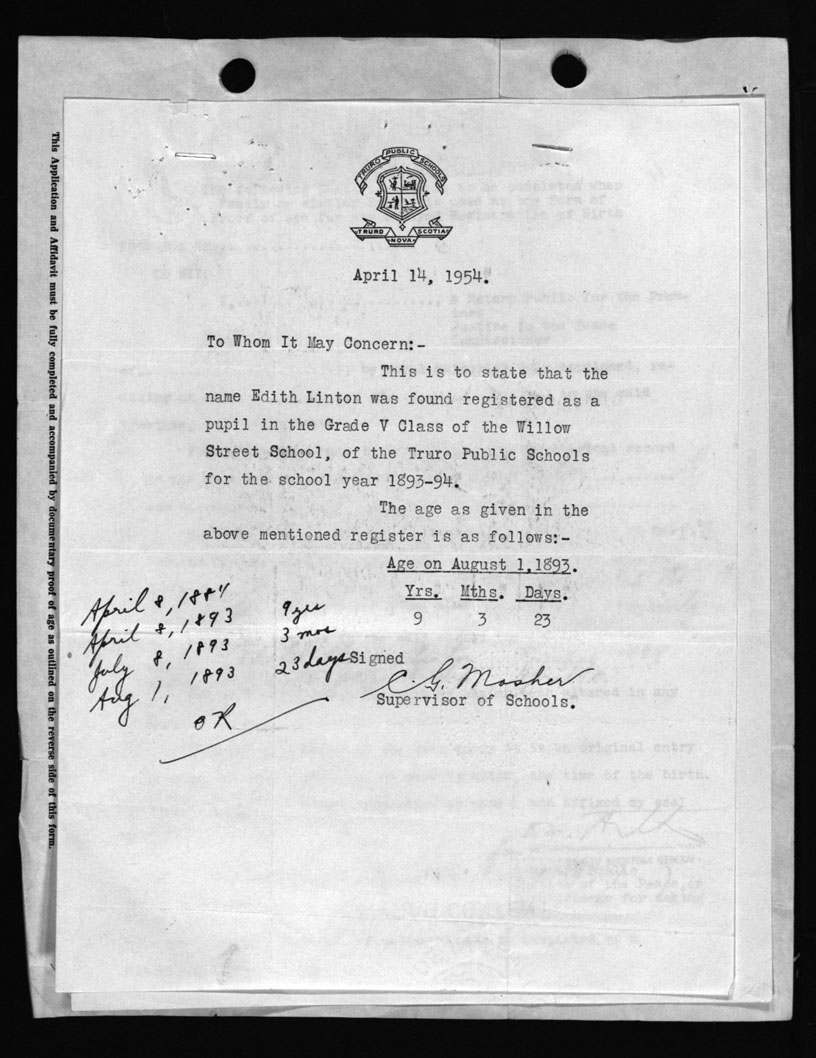 TRURO PUBLIC SCHOOLS
TRURO NOVA SCOTIA
April 14, 1954.
To Whom It May Concern:-
This is to state that the
name Edith Linton was found registered as a
pupil in the Grade V Class of the Willow
Street School, of the Truro Public Schools
for the school year 1893-94.
The age as given in the
above mentioned register is as follows:-
Age on August 1,1893.
Yrs. Mths. Days.
9 3 23
April 8, 1884
April 8, 1893 9 yrs
July 8, 1893 3 mos
Aug 1, 1893 23 days
OK
Signed
C. G. Mosher
Supervisor of Schools.
This Application and Affidavit must be fully completed and accompanied by documentary proof of age as outlined on the reverse side of this form.